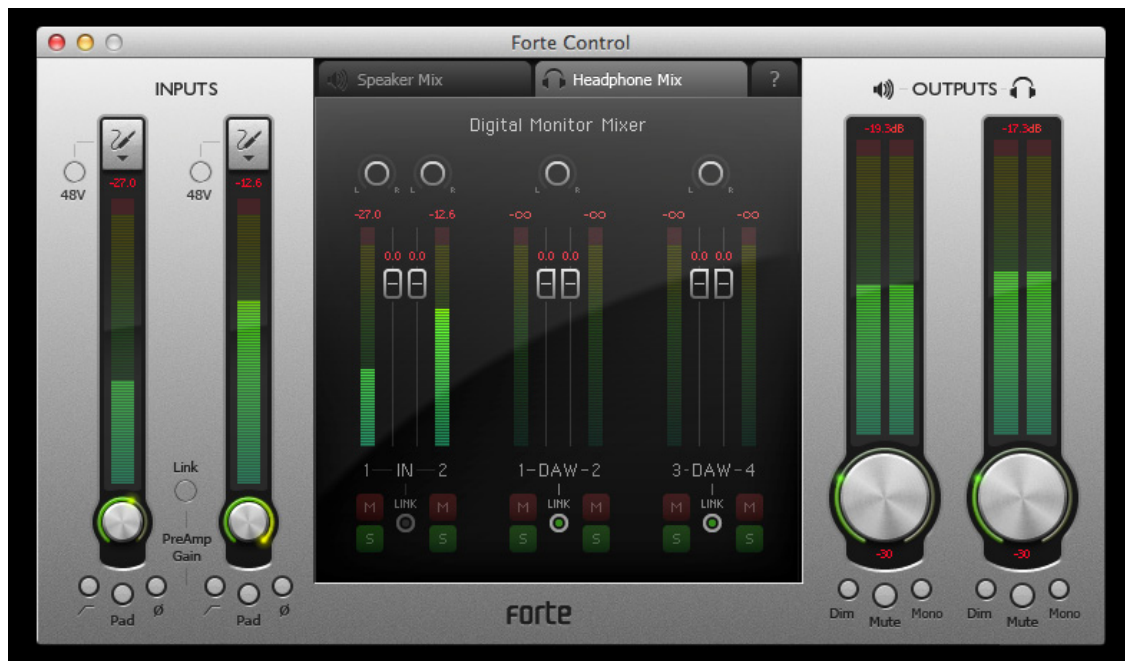 Forte Control
INPUTS
Speaker Mix
Headphone Mix
?
OUTPUTS
Digital Monitor Mixer
48V
48V
-27.0
-12.6
L R L R
L R
L R
-27.0
-12.6
-∞
-∞
-∞
-∞
0.0 0.0
0.0 0.0
0.0 0.0
-19.3dB
-17.3dB
1 — IN — 2
1-DAW-2
3-DAW-4
M LINK M
M LINK M
M LINK M
S S
S S
S S
Link
PreAmp
Gain
Pad
ø
Pad
ø
-30
-30
Dim
Mute
Mono
Dim
Mute
Mono
forte